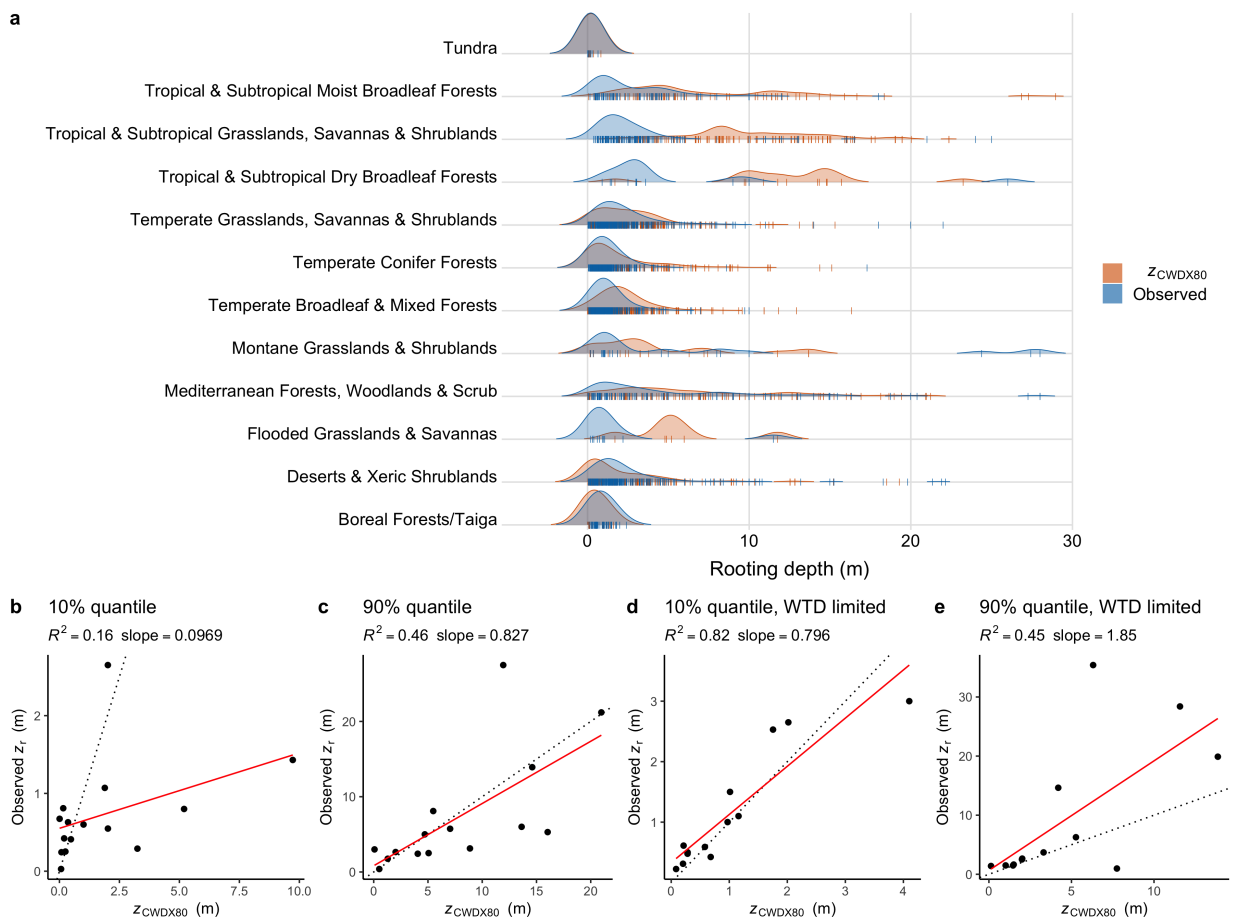 a
Tundra
Tropical & Subtropical Moist Broadleaf Forests
Tropical & Subtropical Grasslands, Savannas & Shrublands
Tropical & Subtropical Dry Broadleaf Forests
Temperate Grasslands, Savannas & Shrublands
Temperate Conifer Forests
Temperate Broadleaf & Mixed Forests
Montane Grasslands & Shrublands
Mediterranean Forests, Woodlands & Scrub
Flooded Grasslands & Savannas
Deserts & Xeric Shrublands
Boreal Forests/Taiga
0 10 20 30
Rooting depth (m)
zCWDX80
Observed
b 10% quantile
R² = 0.16 slope = 0.0969
Observed zr (m)
2
1
0
0.0 2.5 5.0 7.5 10.0
zCWDX80 (m)
c 90% quantile
R² = 0.46 slope = 0.827
Observed zr (m)
20
10
0
0 5 10 15 20
zCWDX80 (m)
d 10% quantile, WTD limited
R² = 0.82 slope = 0.796
Observed zr (m)
3
2
1
0 1 2 3 4
zCWDX80 (m)
e 90% quantile, WTD limited
R² = 0.45 slope = 1.85
Observed zr (m)
30
20
10
0
0 5 10
zCWDX80 (m)